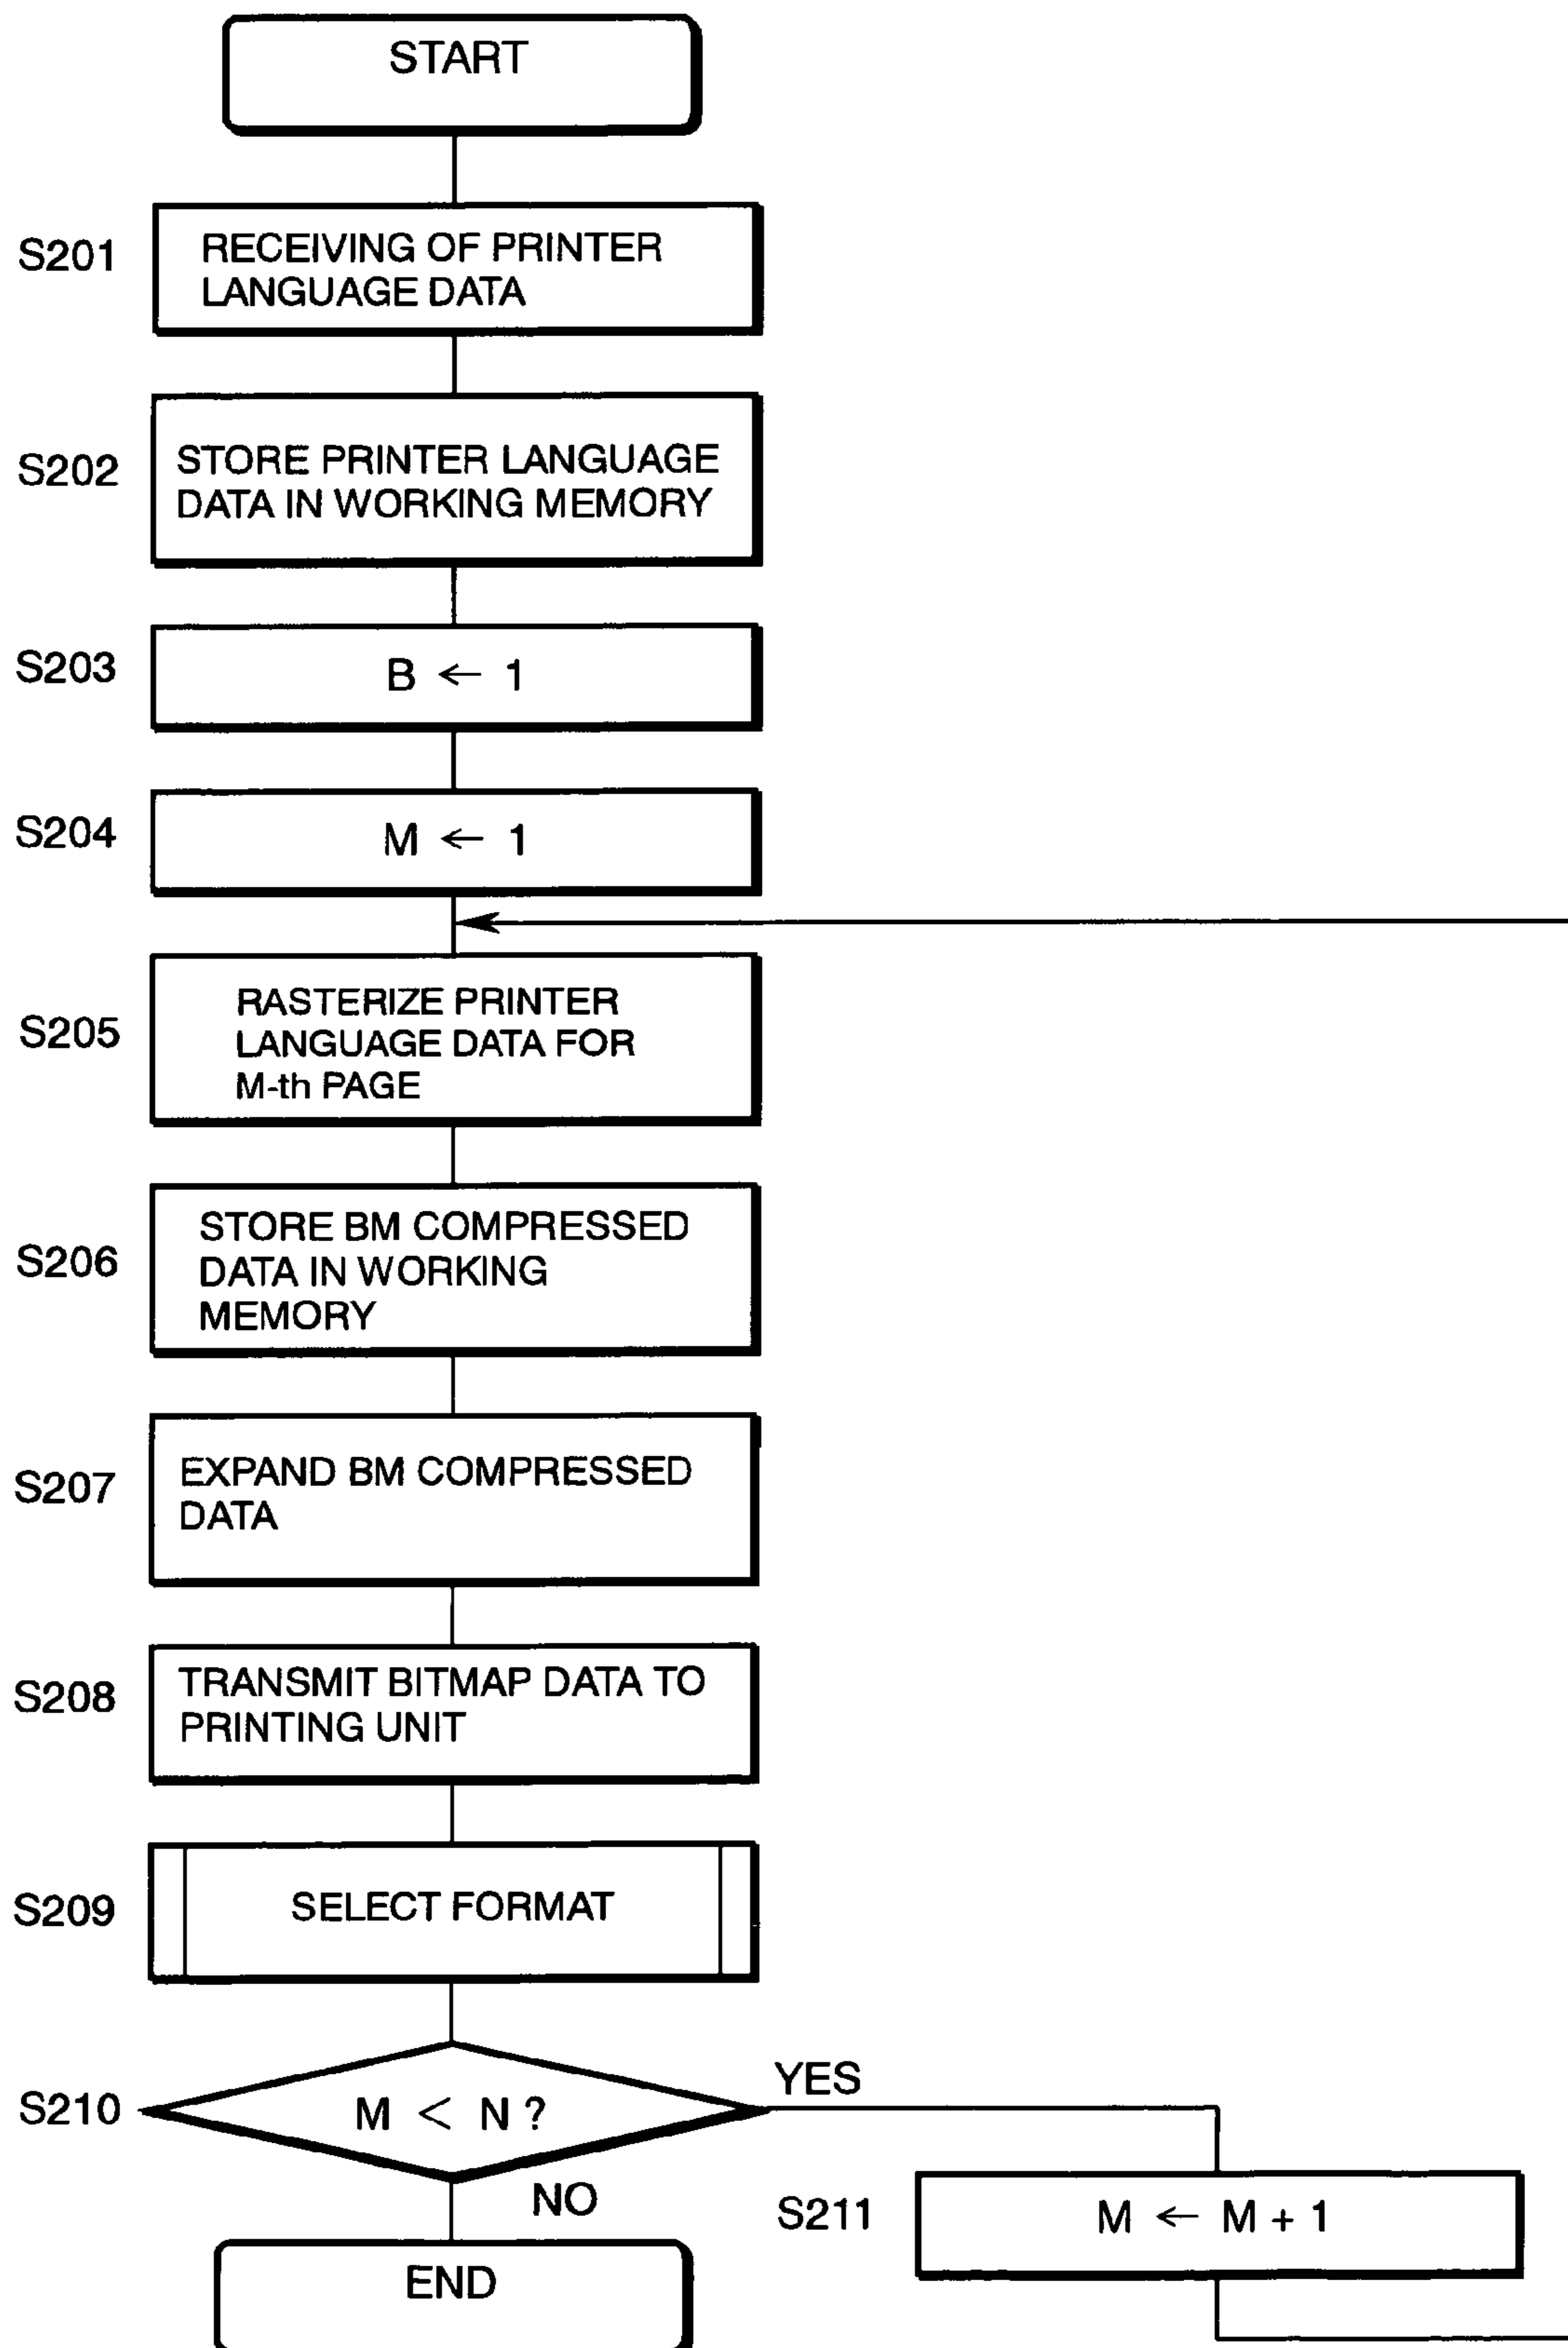 START
S201
RECEIVING OF PRINTER
LANGUAGE DATA
S202
STORE PRINTER LANGUAGE
DATA IN WORKING MEMORY
S203
B ← 1
S204
M ← 1
S205
RASTERIZE PRINTER
LANGUAGE DATA FOR
M-th PAGE
S206
STORE BM COMPRESSED
DATA IN WORKING
MEMORY
S207
EXPAND BM COMPRESSED
DATA
S208
TRANSMIT BITMAP DATA TO
PRINTING UNIT
S209
SELECT FORMAT
S210
M < N ?
YES
NO
S211
M ← M + 1
END